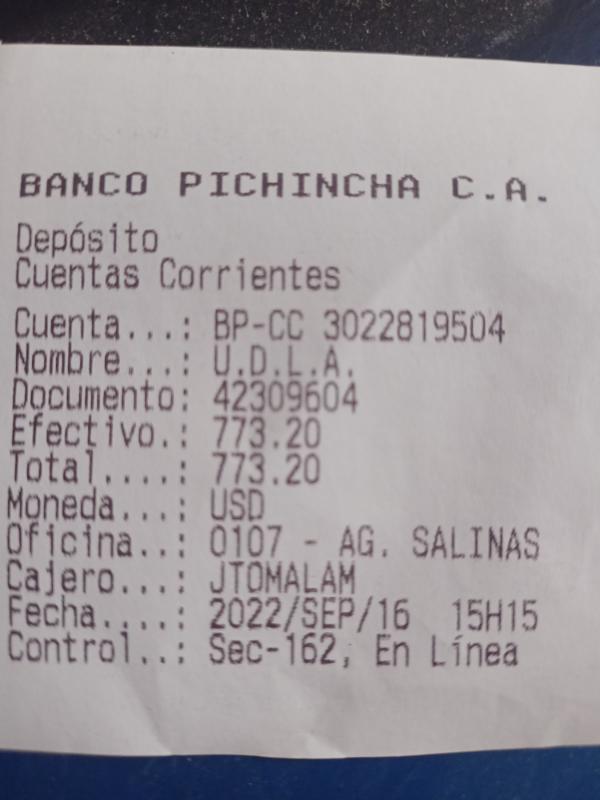 BANCO PICHINCHA C.A.
Depósito
Cuentas Corrientes
Cuenta...: BP-CC 3022819504
Nombre...: U.D.L.A.
Documento: 42309604
Efectivo.: 773.20
Total....: 773.20
Moneda...: USD
Oficina..: 0107 - AG. SALINAS
Cajero...: JTOMALAM
Fecha....: 2022/SEP/16  15H15
Control..: Sec-162, En Línea